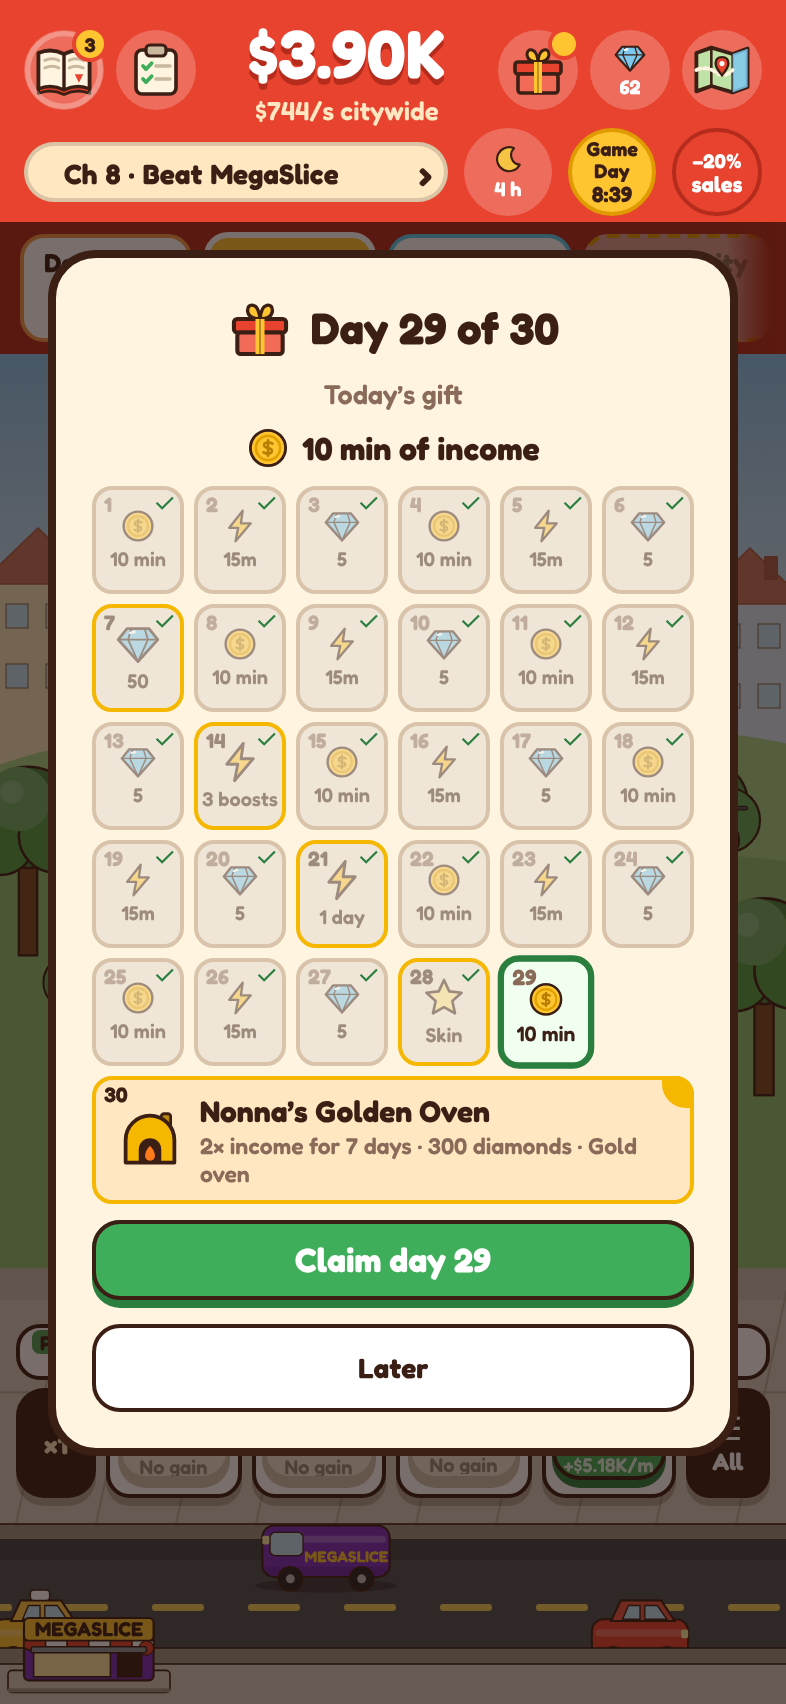 3
$3.90K
$744/s citywide
62
Ch 8 · Beat MegaSlice
4 h
Game
Day
8:39
−20%
sales
Day 29 of 30
Today's gift
10 min of income
1
10 min
2
15m
3
5
4
10 min
5
15m
6
5
7
50
8
10 min
9
15m
10
5
11
10 min
12
15m
13
5
14
3 boosts
15
10 min
16
15m
17
5
18
10 min
19
15m
20
5
21
1 day
22
10 min
23
15m
24
5
25
10 min
26
15m
27
5
28
Skin
29
10 min
30
Nonna's Golden Oven
2× income for 7 days · 300 diamonds · Gold
oven
Claim day 29
Later
No gain
No gain
No gain
+$5.18K/m
All
MEGASLICE
MEGASLICE